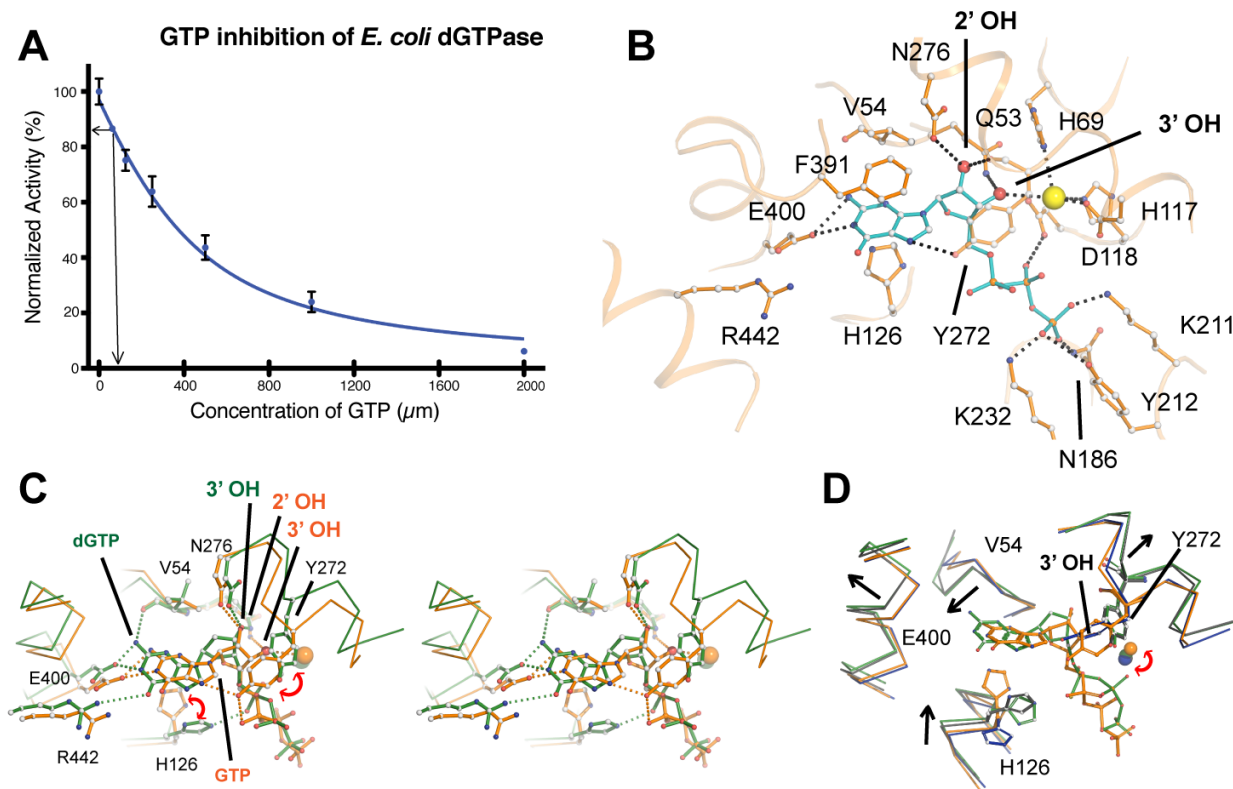 A
GTP inhibition of E. coli dGTPase
Normalized Activity (%)
100
80
60
40
20
0
0
400
800
1200
1600
2000
Concentration of GTP (μm)
B
2’ OH
N276
V54
Q53
H69
3’ OH
F391
E400
H117
D118
R442
H126
Y272
K211
K232
Y212
N186
C
3’ OH
2’ OH
dGTP
3’ OH
N276
V54
Y272
E400
R442
H126
GTP
D
V54
Y272
3’ OH
E400
H126